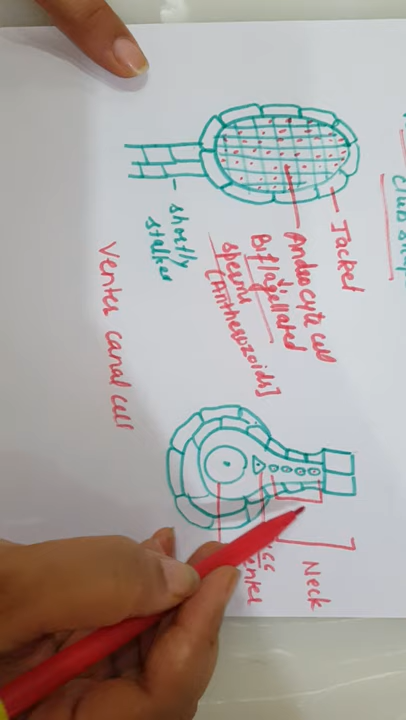 Jacket
Androcyte cell
Biflagellated
sperm
[Antherozoids]
shortly
stalked
Venter canal cell
Neck